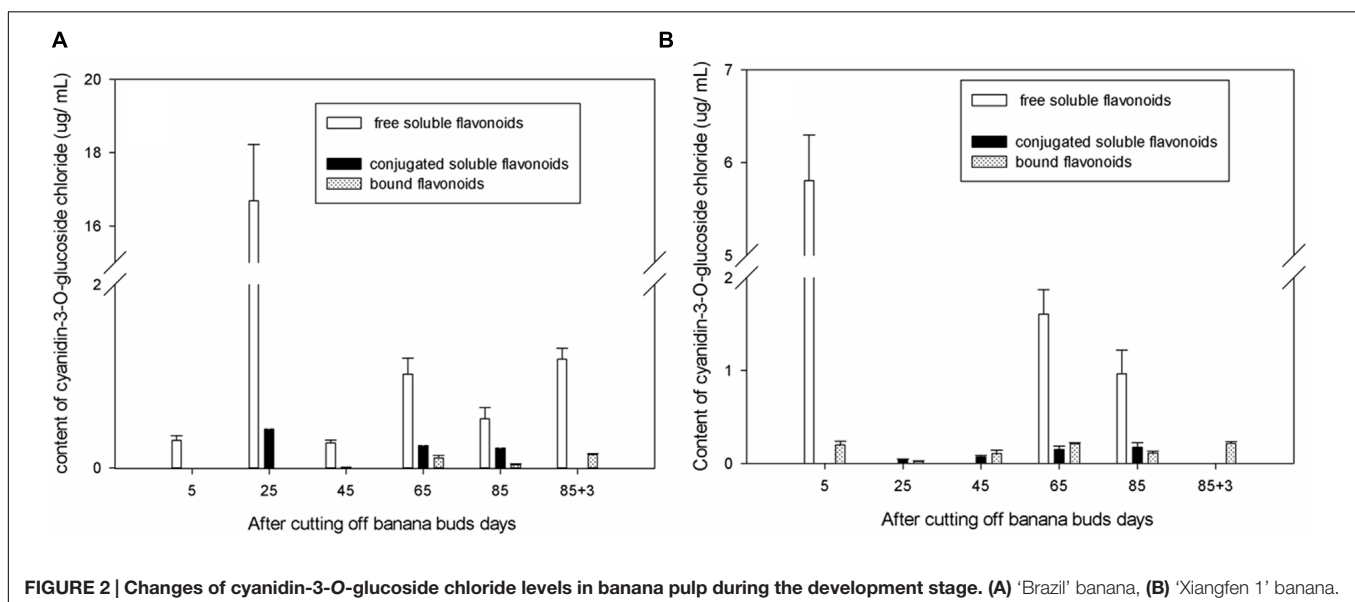 A
content of cyanidin-3-O-glucoside chloride (ug/ mL)
20
18
16
2
0
free soluble flavonoids
conjugated soluble flavonoids
bound flavonoids
5 25 45 65 85 85+3
After cutting off banana buds days
B
Content of cyanidin-3-O-glucoside chloride (ug/ mL)
7
6
5
2
1
0
free soluble flavonoids
conjugated soluble flavonoids
bound flavonoids
5 25 45 65 85 85+3
After cutting off banana buds days
FIGURE 2 | Changes of cyanidin-3-O-glucoside chloride levels in banana pulp during the development stage. (A) ‘Brazil’ banana, (B) ‘Xiangfen 1’ banana.